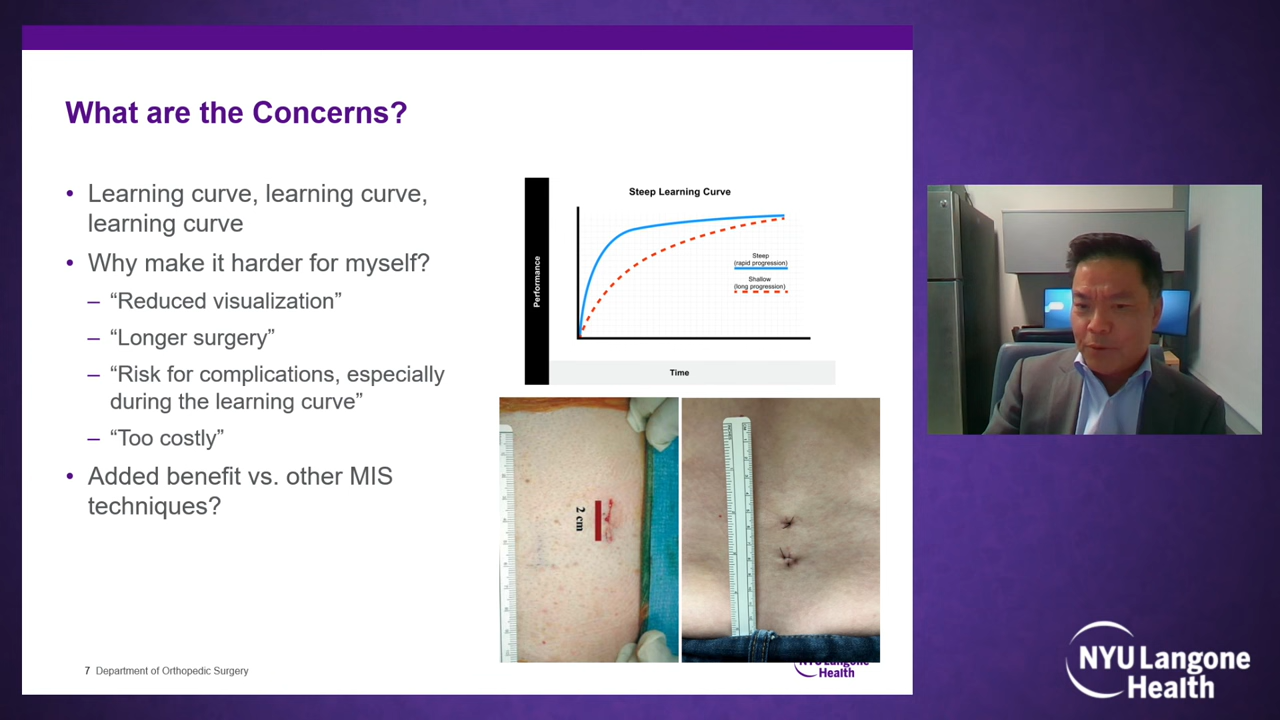 What are the Concerns?
• Learning curve, learning curve,
learning curve
• Why make it harder for myself?
– “Reduced visualization”
– “Longer surgery”
– “Risk for complications, especially
during the learning curve”
– “Too costly”
• Added benefit vs. other MIS
techniques?
Steep Learning Curve
Performance
Steep
(rapid progression)
Shallow
(long progression)
Time
2 cm
7 Department of Orthopedic Surgery
NYU Langone
Health
NYU Langone
Health